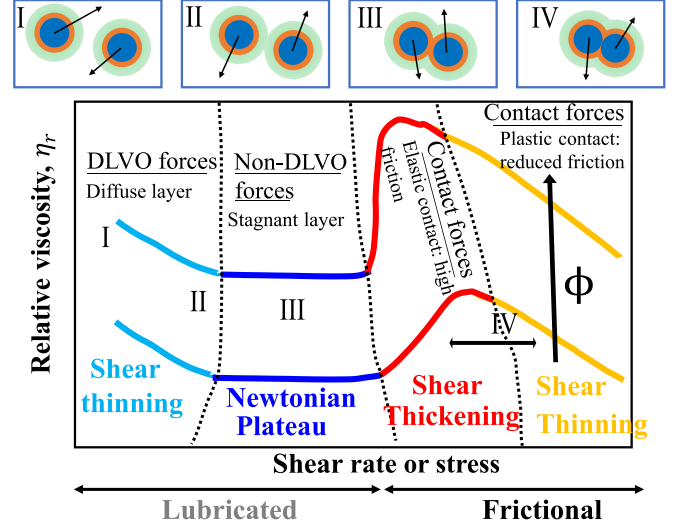 I
II
III
IV
Relative viscosity, ηr
DLVO forces
Diffuse layer
Non-DLVO
forces
Stagnant layer
Contact forces
Elastic contact: high
friction
Contact forces
Plastic contact:
reduced friction
I
II
III
IV
ϕ
Shear
thinning
Newtonian
Plateau
Shear
Thickening
Shear
Thinning
Shear rate or stress
Lubricated
Frictional